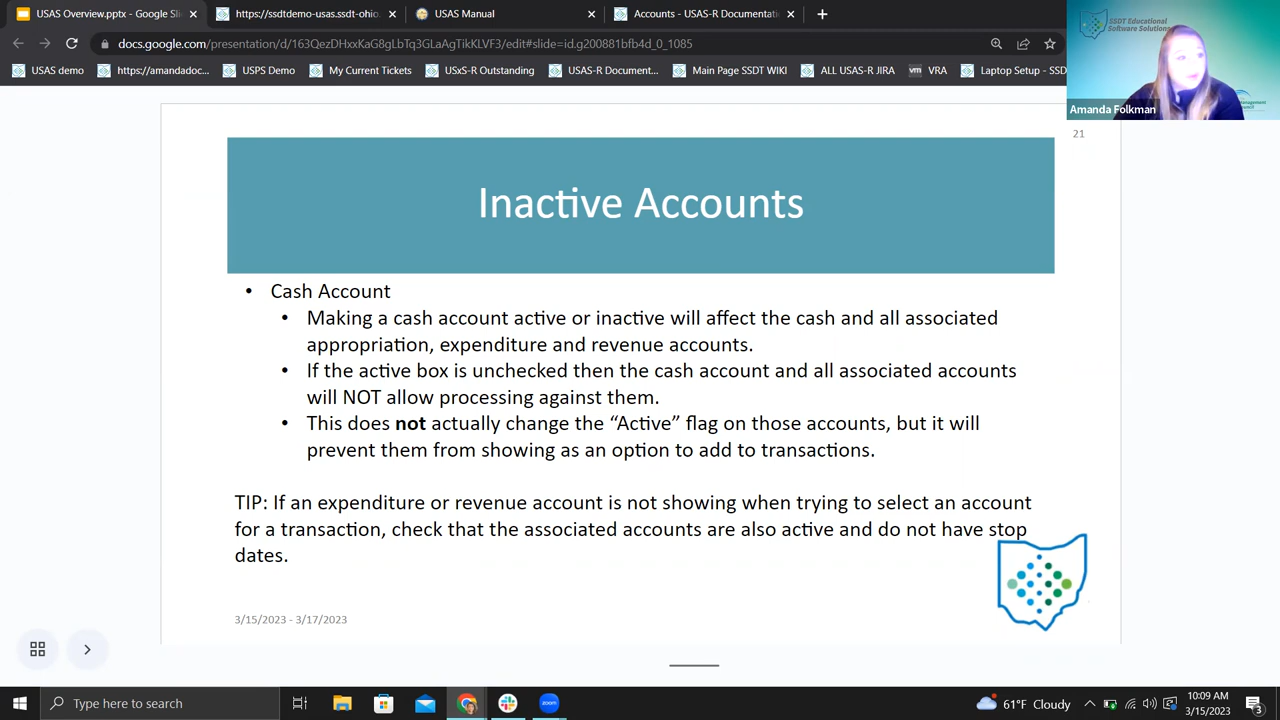 USAS Overview.pptx - Google Sli
https://ssdtdemo-usas.ssdt-ohio.
USAS Manual
Accounts - USAS-R Documentati
docs.google.com/presentation/d/163QezDHxxKaG8gLbTq3GLaAgTikKLVF3/edit#slide=id.g200881bfb4d_0_1085
USAS demo
https://amandadoc...
USPS Demo
My Current Tickets
USxS-R Outstanding
USAS-R Document...
Main Page SSDT WIKI
ALL USAS-R JIRA
vm VRA
Laptop Setup - SSD
SSDT Educational
Software Solutions
Amanda Folkman
21
Inactive Accounts
• Cash Account
• Making a cash account active or inactive will affect the cash and all associated
appropriation, expenditure and revenue accounts.
• If the active box is unchecked then the cash account and all associated accounts
will NOT allow processing against them.
• This does not actually change the “Active” flag on those accounts, but it will
prevent them from showing as an option to add to transactions.
TIP: If an expenditure or revenue account is not showing when trying to select an account
for a transaction, check that the associated accounts are also active and do not have stop
dates.
3/15/2023 - 3/17/2023
Type here to search
zoom
61°F Cloudy
10:09 AM
3/15/2023
3